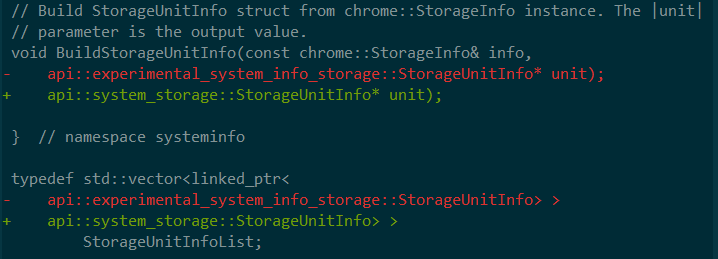 // Build StorageUnitInfo struct from chrome::StorageInfo instance. The |unit|
// parameter is the output value.
void BuildStorageUnitInfo(const chrome::StorageInfo& info,
-    api::experimental_system_info_storage::StorageUnitInfo* unit);
+    api::system_storage::StorageUnitInfo* unit);

}  // namespace systeminfo

typedef std::vector<linked_ptr<
-    api::experimental_system_info_storage::StorageUnitInfo> >
+    api::system_storage::StorageUnitInfo> >
        StorageUnitInfoList;